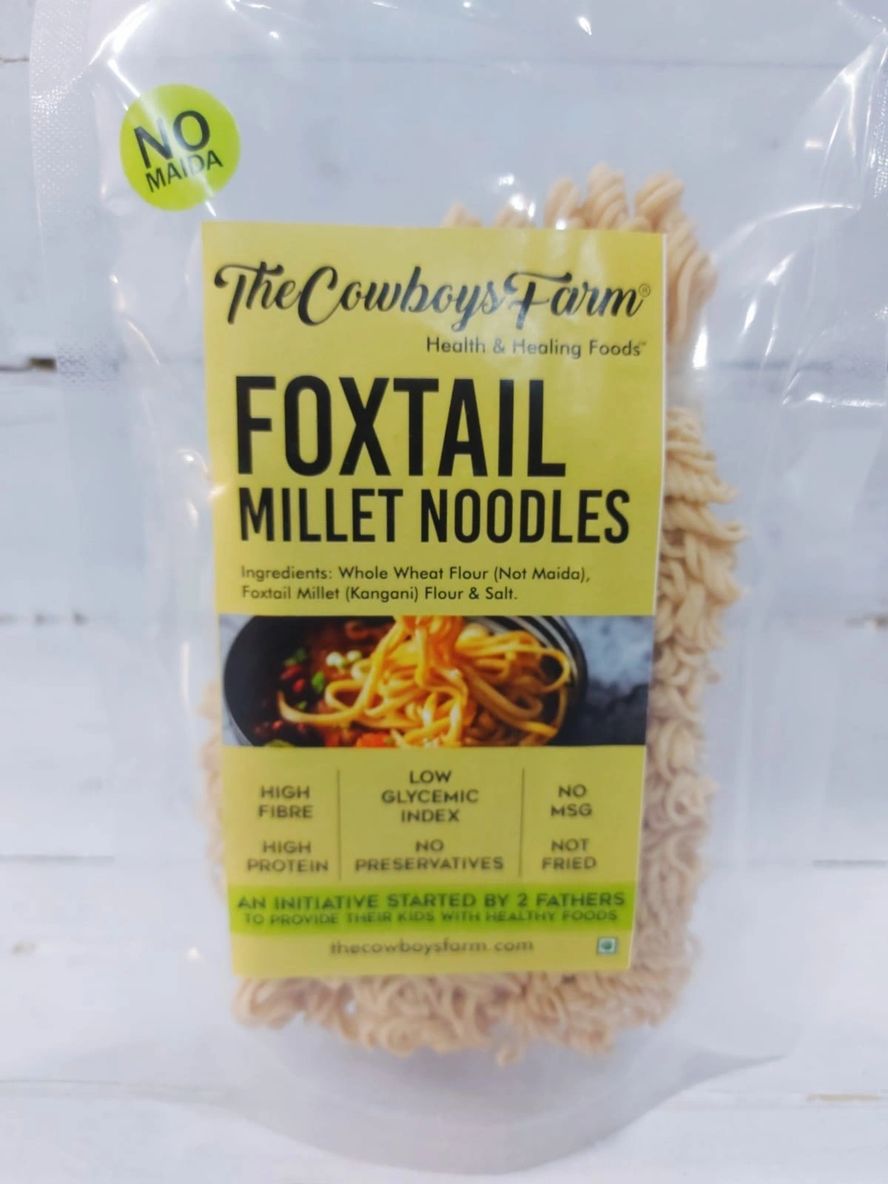 NO
MAIDA
TheCowboysFarm®
Health & Healing Foods™
FOXTAIL
MILLET NOODLES
Ingredients: Whole Wheat Flour (Not Maida),
Foxtail Millet (Kangani) Flour & Salt.
HIGH
FIBRE
LOW
GLYCEMIC
INDEX
NO
MSG
HIGH
PROTEIN
NO
PRESERVATIVES
NOT
FRIED
AN INITIATIVE STARTED BY 2 FATHERS
TO PROVIDE THEIR KIDS WITH HEALTHY FOODS
thecowboysfarm.com